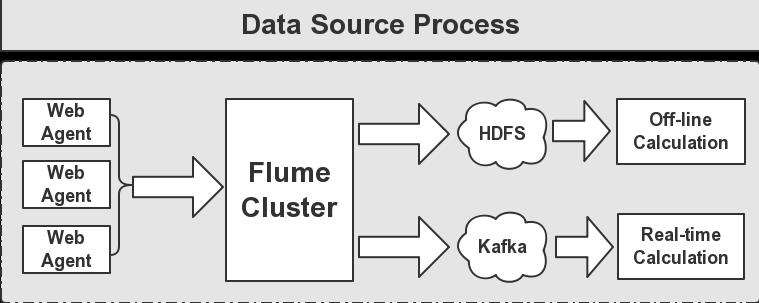 Data Source Process
Web
Agent
Web
Agent
Web
Agent
Flume
Cluster
HDFS
Off-line
Calculation
Kafka
Real-time
Calculation